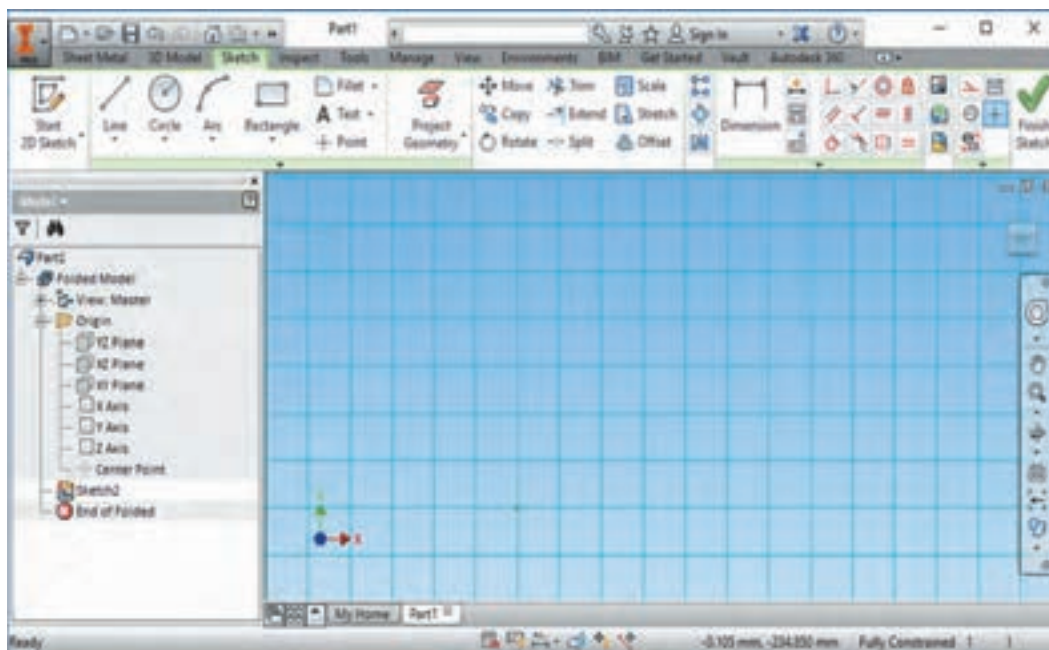 Part1 Sign In
Sheet Metal 3D Model Sketch Inspect Tools Manage View Environments BIM Get Started Vault Autodesk 360
Start 2D Sketch
Line
Circle
Arc
Rectangle
Fillet
Text
Point
Project Geometry
Move Trim Scale
Copy Extend Stretch
Rotate Split Offset
Dimension
Finish Sketch
Model
Folded Model
View: Master
Origin
YZ Plane
XZ Plane
XY Plane
X Axis
Y Axis
Z Axis
Center Point
Sketch2
End of Folded
X
My Home Part1
Ready -0.105 mm, -234.850 mm Fully Constrained 1 1